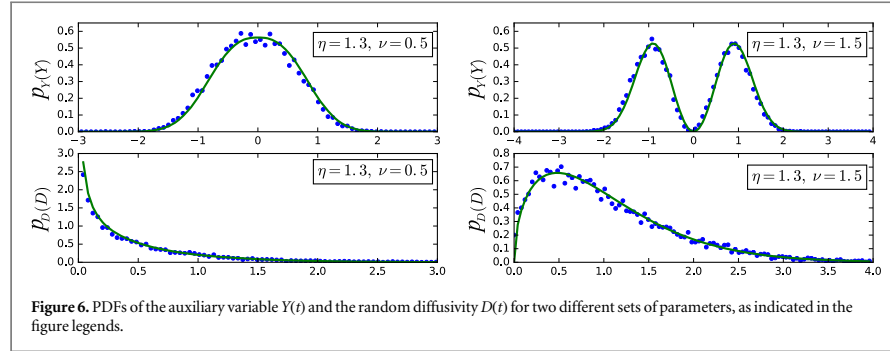 0.6
0.5
0.4
0.3
0.2
0.1
0.0
p_Y(Y)
η=1.3, ν=0.5
−3 −2 −1 0 1 2 3
0.6
0.5
0.4
0.3
0.2
0.1
0.0
p_Y(Y)
η=1.3, ν=1.5
−4 −3 −2 −1 0 1 2 3 4
3.0
2.5
2.0
1.5
1.0
0.5
0.0
p_D(D)
η=1.3, ν=0.5
0.0 0.5 1.0 1.5 2.0 2.5 3.0
0.8
0.7
0.6
0.5
0.4
0.3
0.2
0.1
0.0
p_D(D)
η=1.3, ν=1.5
0.0 0.5 1.0 1.5 2.0 2.5 3.0 3.5 4.0
Figure 6. PDFs of the auxiliary variable Y(t) and the random diffusivity D(t) for two different sets of parameters, as indicated in the
figure legends.